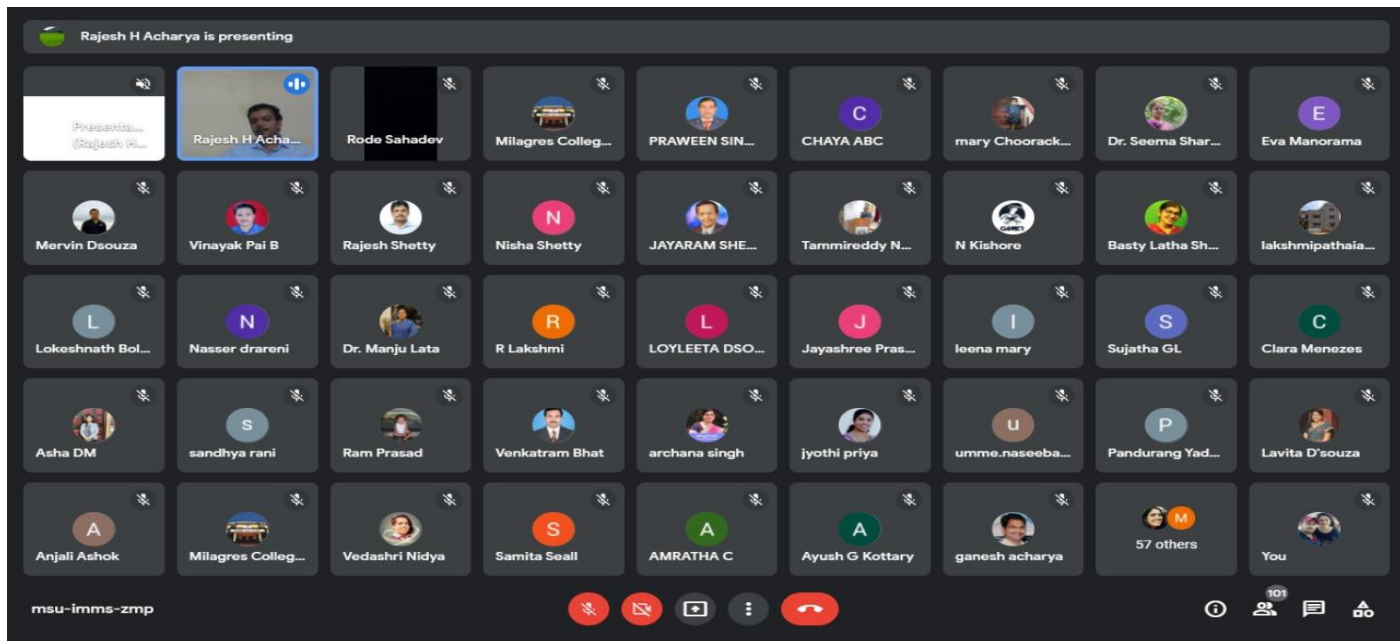 Rajesh H Acharya is presenting
Presenta...
(Rajesh H...
Rajesh H Acha...
Rode Sahadev
Milagres Colleg...
PRAWEEN SIN...
C
CHAYA ABC
mary Choorack...
Dr. Seema Shar...
E
Eva Manorama
Mervin Dsouza
Vinayak Pai B
Rajesh Shetty
N
Nisha Shetty
JAYARAM SHE...
Tammireddy N...
GAMER
N Kishore
Basty Latha Sh...
lakshmipathaia...
L
Lokeshnath Bol...
N
Nasser drareni
Dr. Manju Lata
R
R Lakshmi
L
LOYLEETA DSO...
J
Jayashree Pras...
l
leena mary
S
Sujatha GL
C
Clara Menezes
Asha DM
s
sandhya rani
Ram Prasad
Venkatram Bhat
archana singh
jyothi priya
u
umme.naseeba...
P
Pandurang Yad...
Lavita D'souza
A
Anjali Ashok
Milagres Colleg...
Vedashri Nidya
S
Samita Seall
A
AMRATHA C
A
Ayush G Kottary
ganesh acharya
M
57 others
You
msu-imms-zmp
101